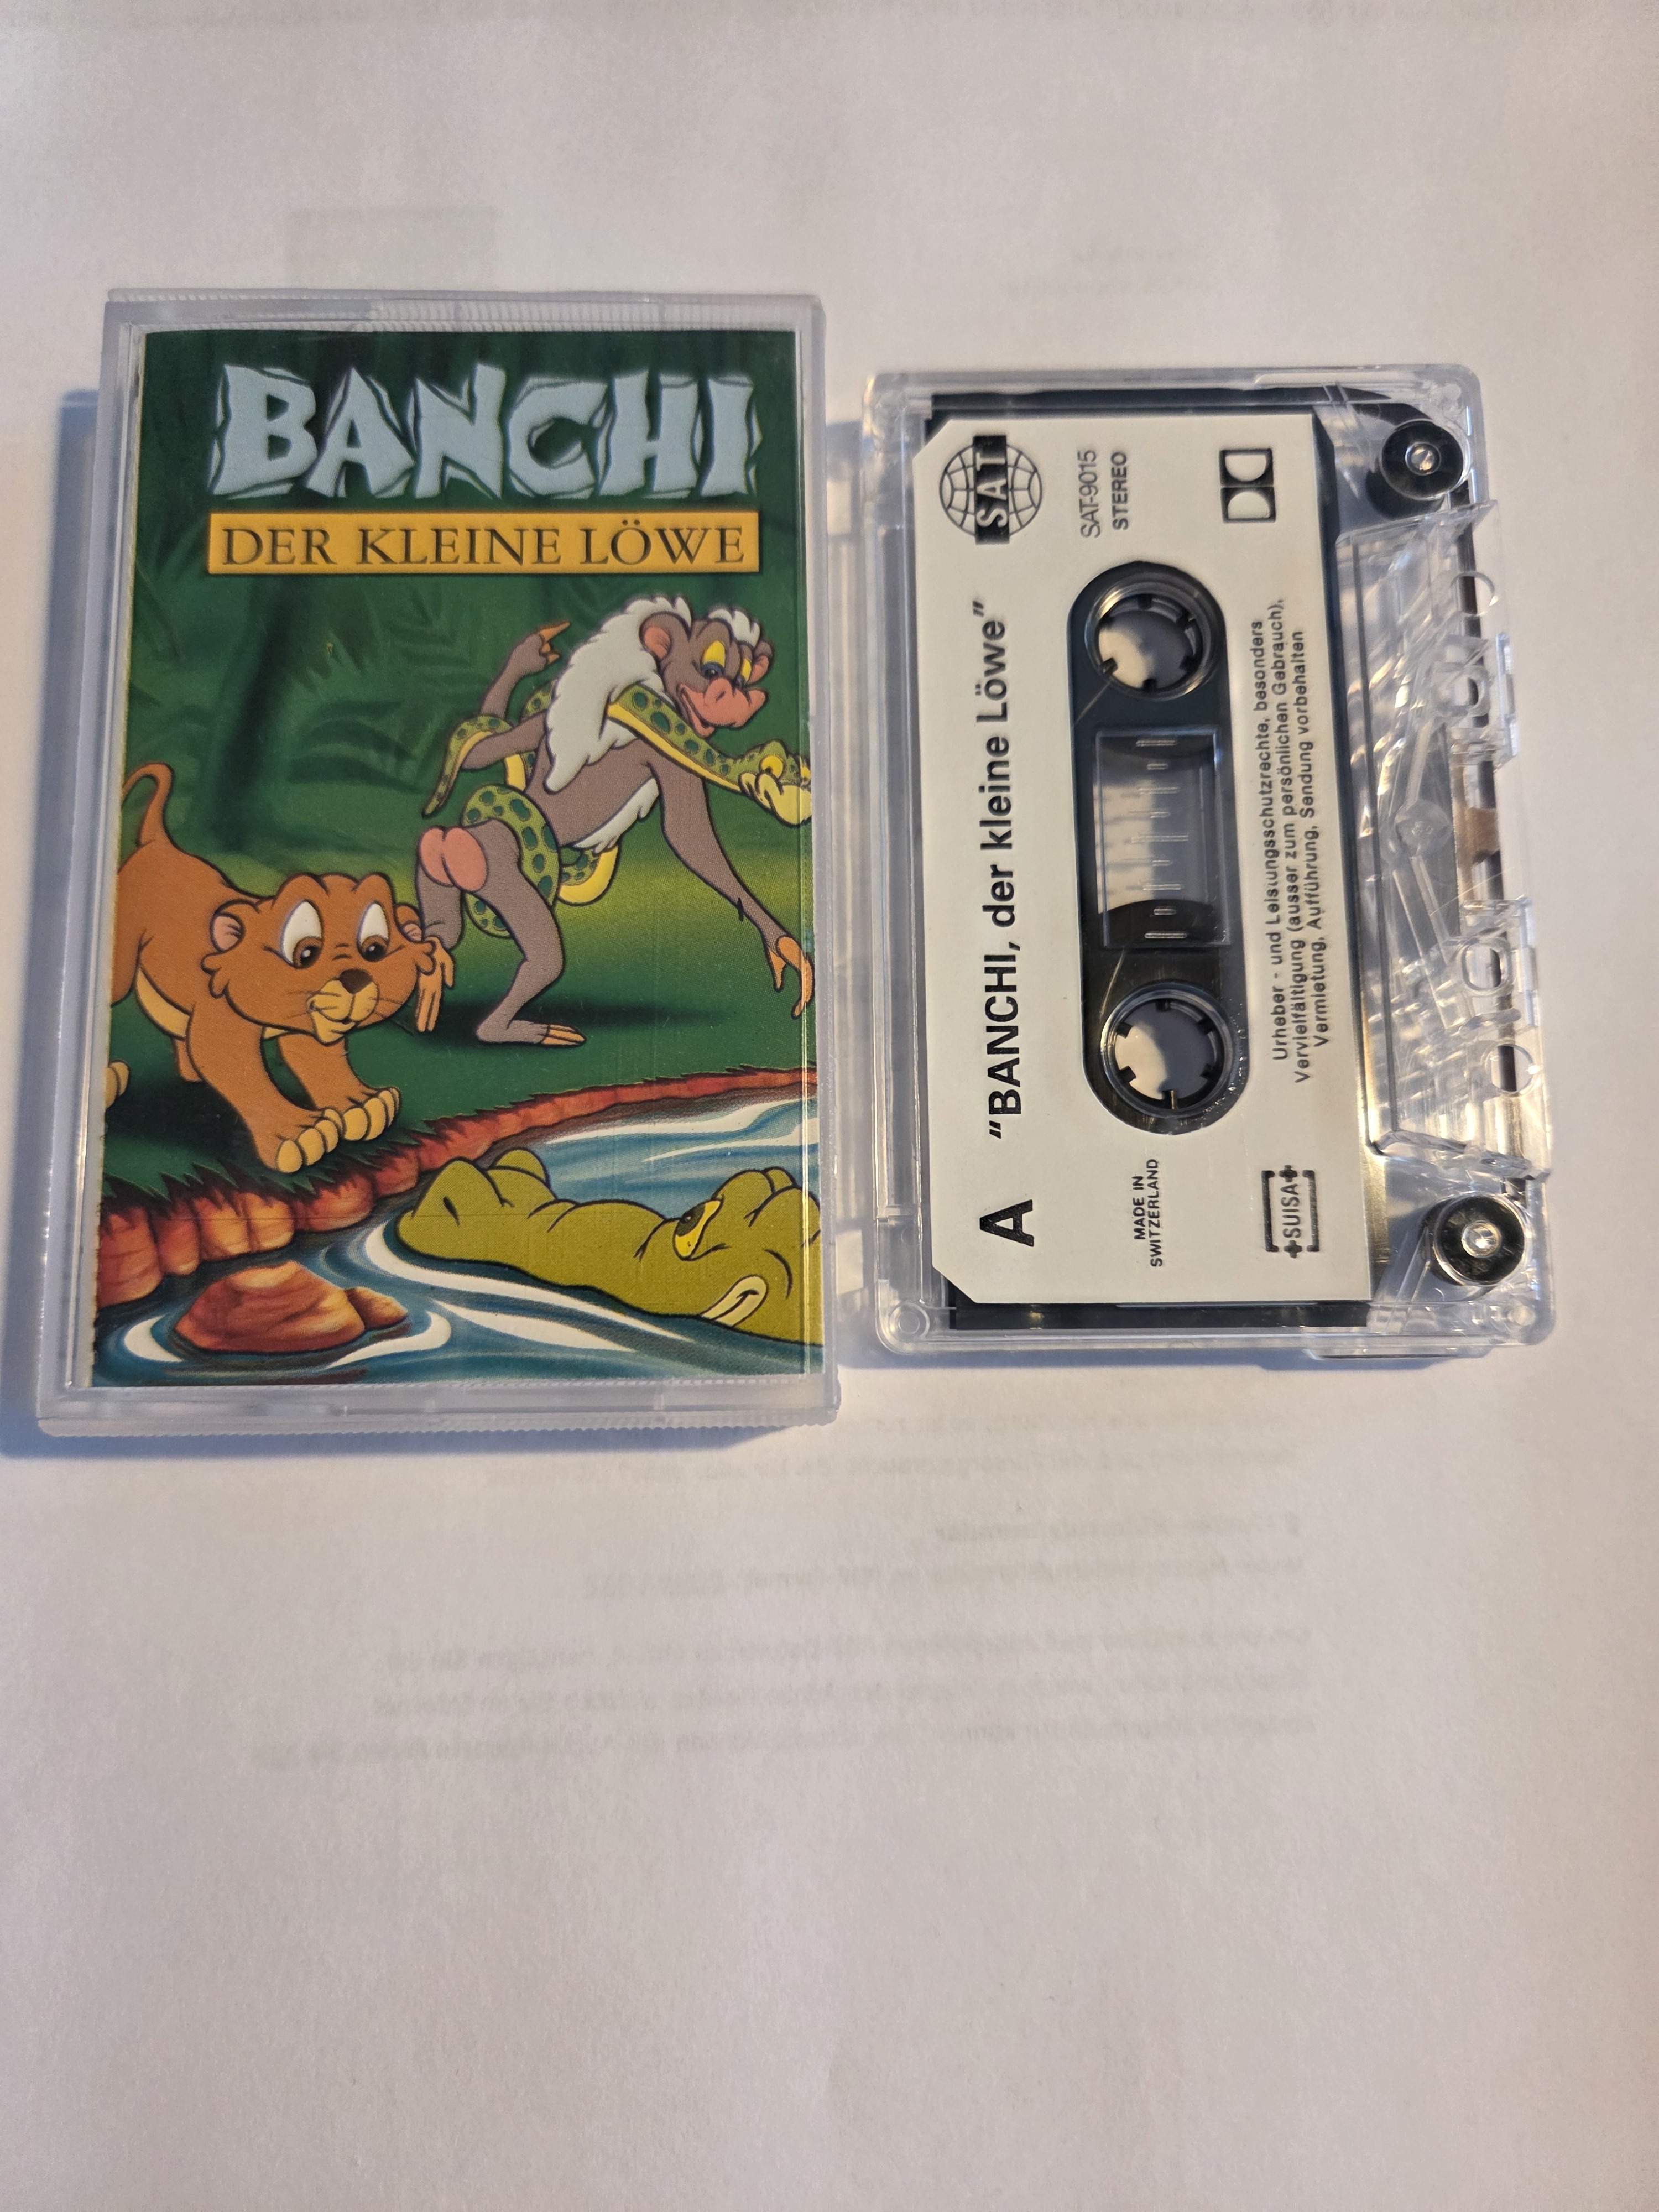 BANCHI
DER KLEINE LÖWE
SAT
SAT-9015
STEREO
A "BANCHI, der kleine Löwe"
MADE IN
SWITZERLAND
SUISA
Urheber - und Leistungsschutzrechte, besonders
Vervielfältigung (ausser zum persönlichen Gebrauch),
Vermietung, Aufführung, Sendung vorbehalten